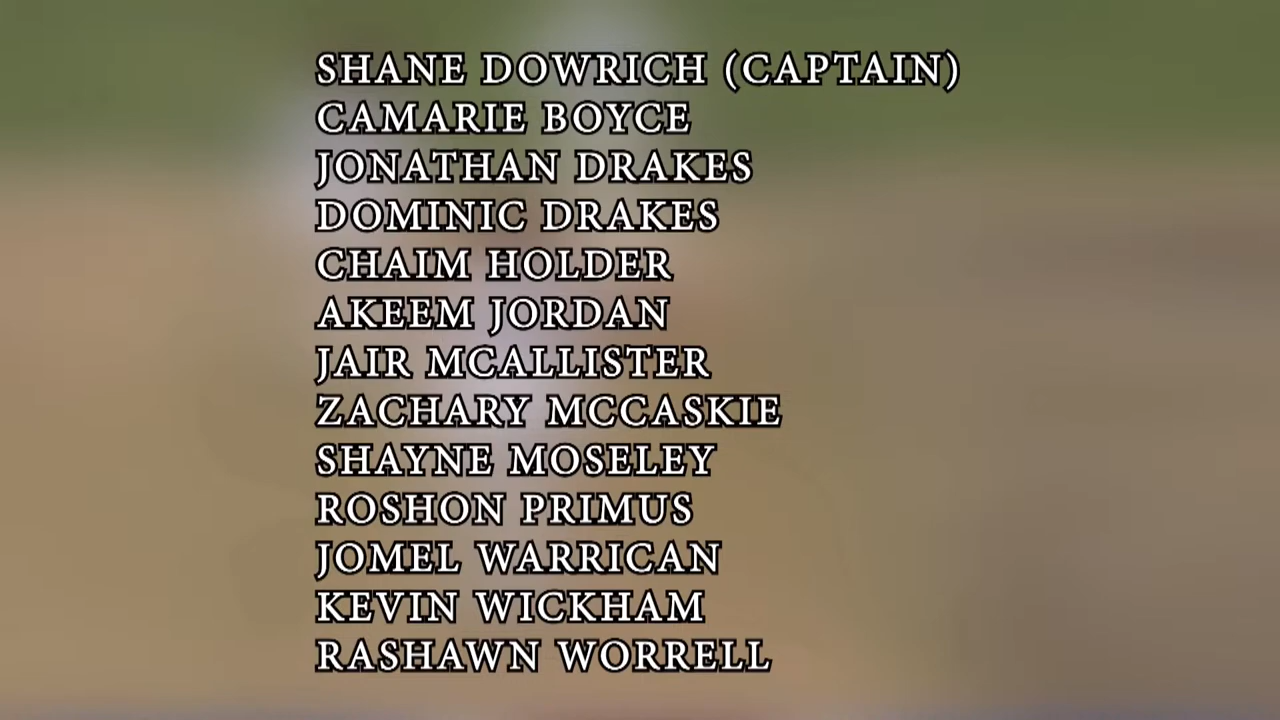 SHANE DOWRICH (CAPTAIN)
CAMARIE BOYCE
JONATHAN DRAKES
DOMINIC DRAKES
CHAIM HOLDER
AKEEM JORDAN
JAIR MCALLISTER
ZACHARY MCCASKIE
SHAYNE MOSELEY
ROSHON PRIMUS
JOMEL WARRICAN
KEVIN WICKHAM
RASHAWN WORRELL